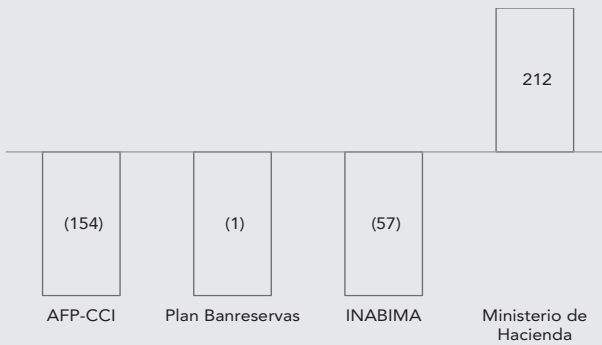 212
(154)
(1)
(57)
AFP-CCI
Plan Banreservas
INABIMA
Ministerio de
Hacienda